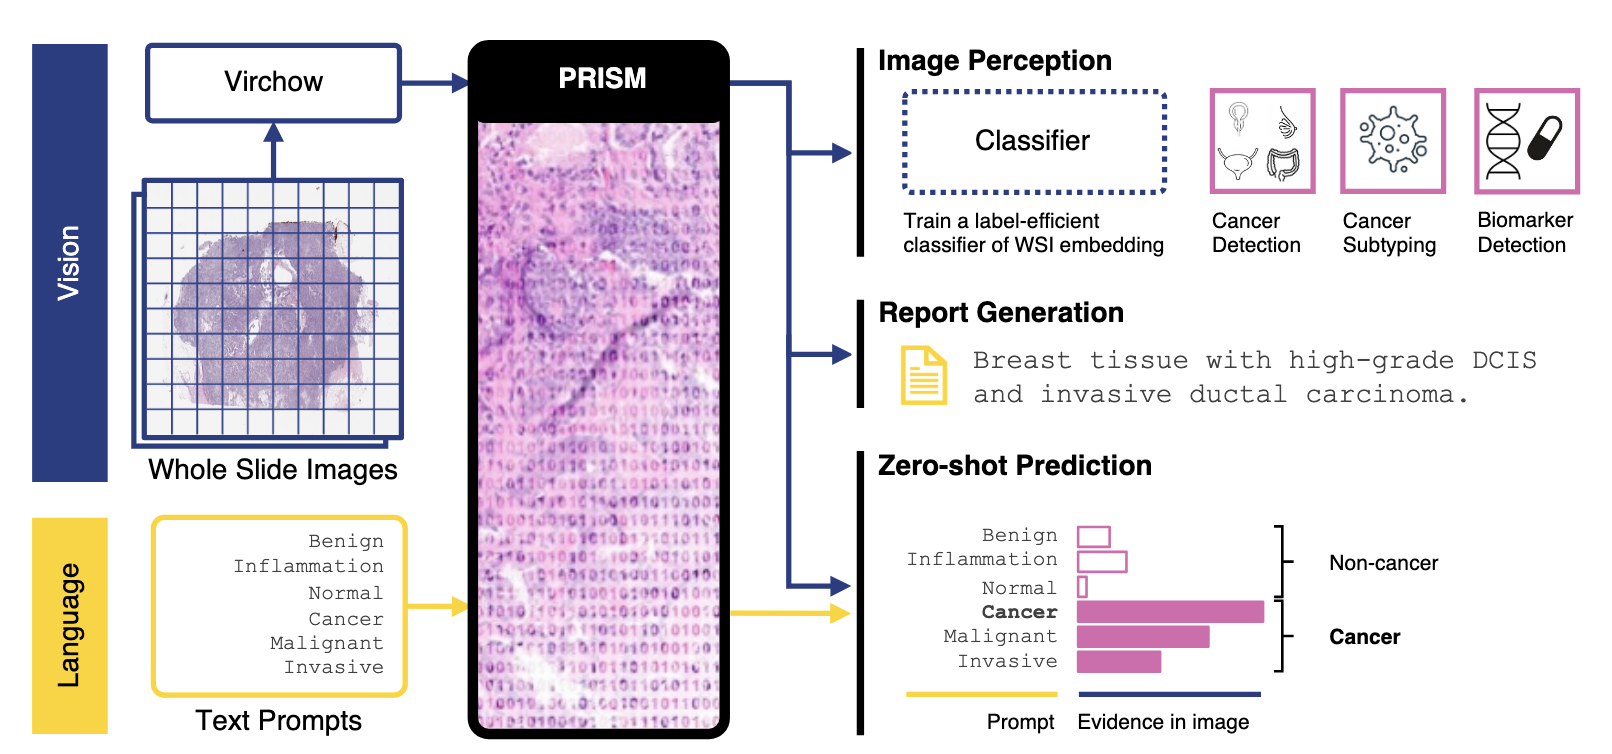 Vision
Virchow
Whole Slide Images
Language
Benign
Inflammation
Normal
Cancer
Malignant
Invasive
Text Prompts
PRISM
Image Perception
Classifier
Train a label-efficient
classifier of WSI embedding
Cancer
Detection
Cancer
Subtyping
Biomarker
Detection
Report Generation
Breast tissue with high-grade DCIS
and invasive ductal carcinoma.
Zero-shot Prediction
Benign
Inflammation
Normal
Cancer
Malignant
Invasive
Non-cancer
Cancer
Prompt
Evidence in image